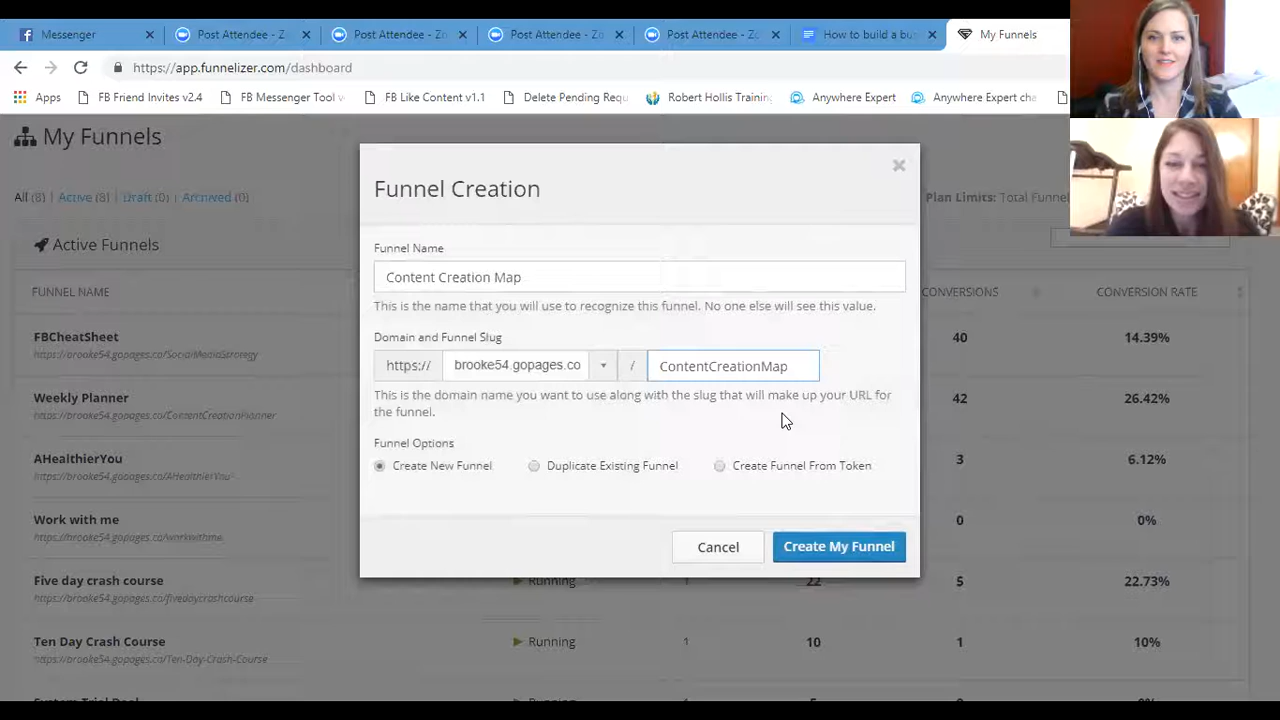 Messenger
Post Attendee - Zo
Post Attendee - Zo
Post Attendee - Zo
Post Attendee - Zo
How to build a bus
My Funnels
https://app.funnelizer.com/dashboard
Apps
FB Friend Invites v2.4
FB Messenger Tool v
FB Like Content v1.1
Delete Pending Requ
Robert Hollis Training
Anywhere Expert
Anywhere Expert cha
My Funnels
All (8) | Active (8) | Draft (0) | Archived (0)
Plan Limits: Total Funnel
Active Funnels
FUNNEL NAME
CONVERSIONS
CONVERSION RATE
FBCheatSheet
https://brooke54.gopages.co/SocialMediaStrategy
40
14.39%
Weekly Planner
https://brooke54.gopages.co/ContentCreationPlanner
42
26.42%
AHealthierYou
https://brooke54.gopages.co/AHealthierYou-
3
6.12%
Work with me
https://brooke54.gopages.co/workwithme
0
0%
Five day crash course
https://brooke54.gopages.co/fivedaycrashcourse
Running
22
5
22.73%
Ten Day Crash Course
https://brooke54.gopages.co/Ten-Day-Crash-Course
Running
1
10
1
10%
Funnel Creation
Funnel Name
Content Creation Map
This is the name that you will use to recognize this funnel. No one else will see this value.
Domain and Funnel Slug
https:// brooke54.gopages.co / ContentCreationMap
This is the domain name you want to use along with the slug that will make up your URL for
the funnel.
Funnel Options
Create New Funnel
Duplicate Existing Funnel
Create Funnel From Token
Cancel
Create My Funnel